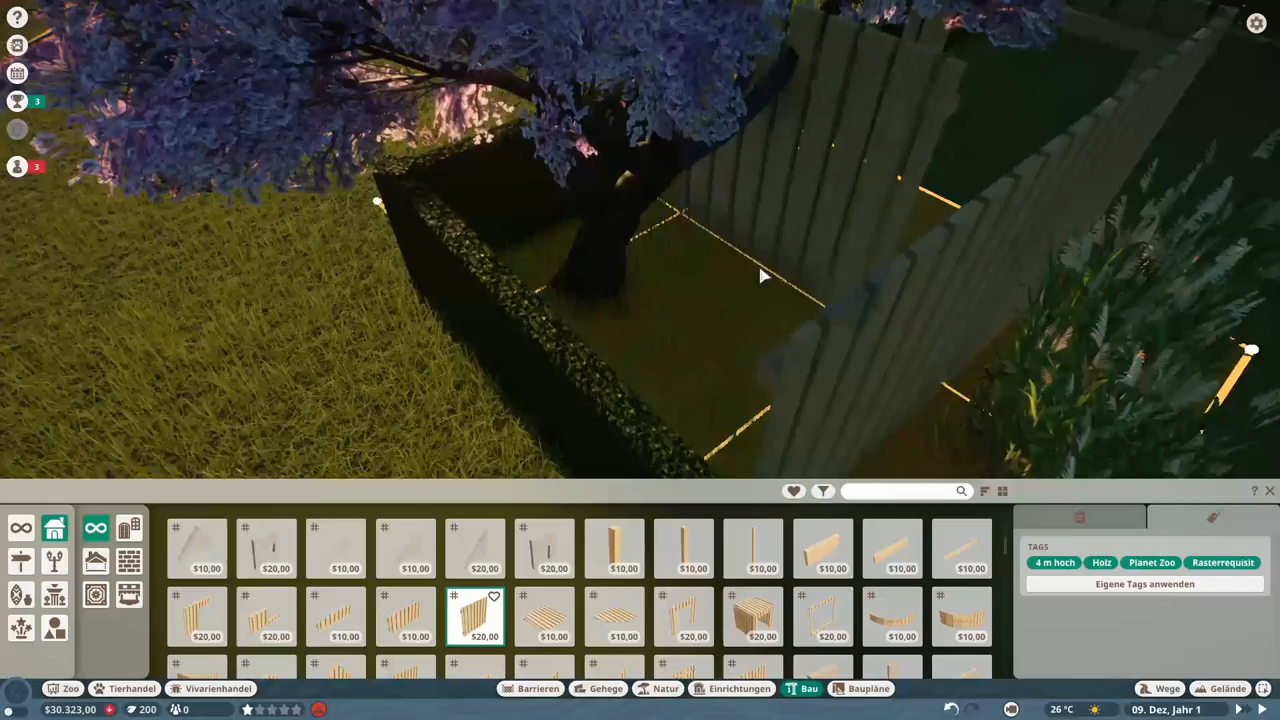 ?
3
3
? ×
TAGS
4 m hoch Holz Planet Zoo Rasterrequisit
Eigene Tags anwenden
$10,00 $20,00 $10,00 $10,00 $10,00 $20,00 $10,00 $10,00 $10,00 $10,00 $10,00 $10,00
$20,00 $20,00 $10,00 $10,00 $20,00 $10,00 $10,00 $20,00 $20,00 $20,00 $10,00 $10,00
Zoo Tierhandel Vivarienhandel Barrieren Gehege Natur Einrichtungen Bau Baupläne Wege Gelände
$30.323,00 200 0 26 °C 09. Dez, Jahr 1